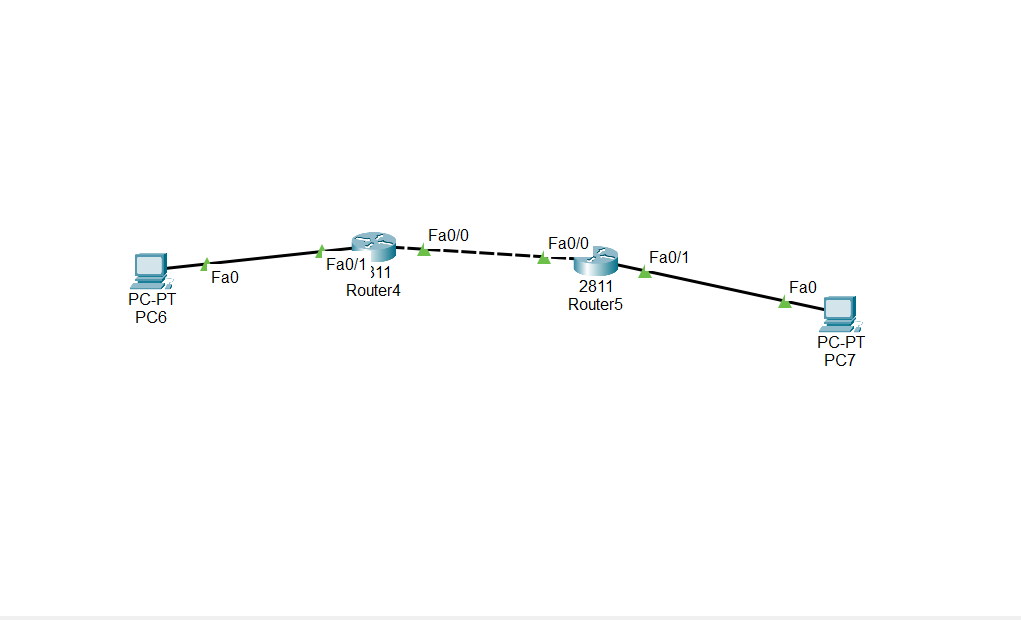 Fa0/0
Fa0/0
Fa0/1
Fa0/1
Fa0
Fa0
811
Router4
2811
Router5
PC-PT
PC6
PC-PT
PC7